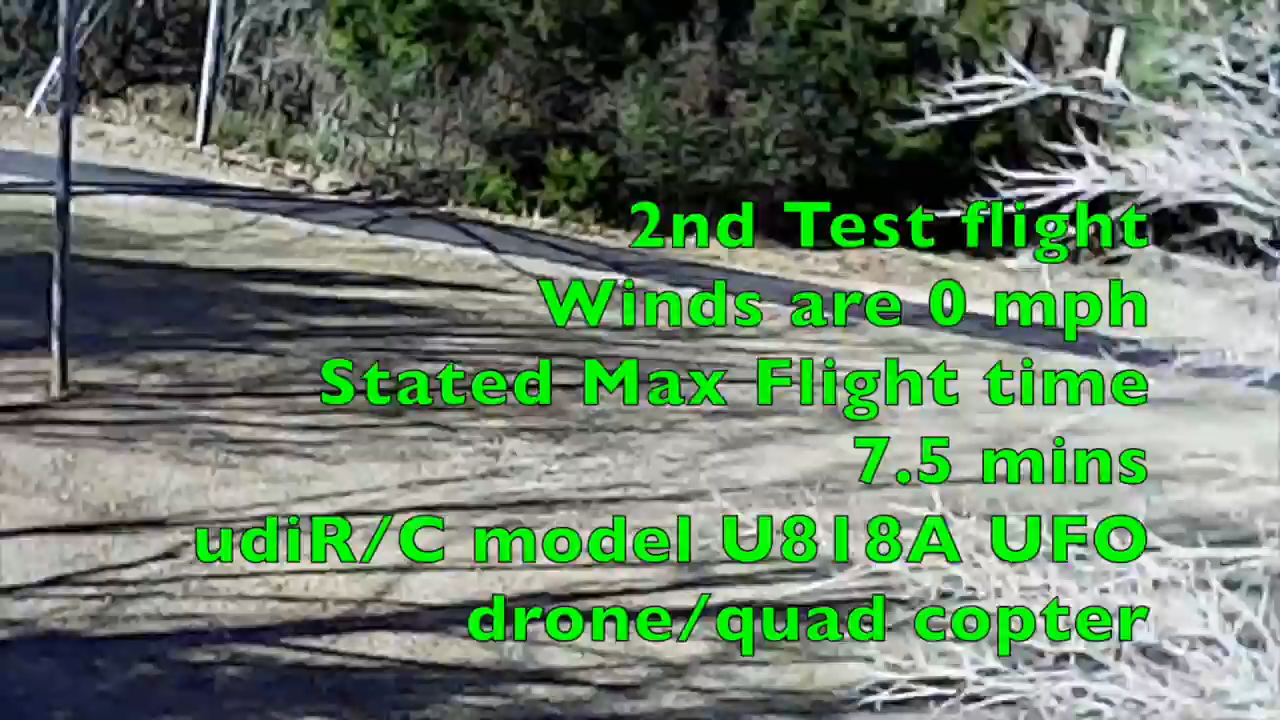 2nd Test flight
Winds are 0 mph
Stated Max Flight time
7.5 mins
udiR/C model U818A UFO
drone/quad copter